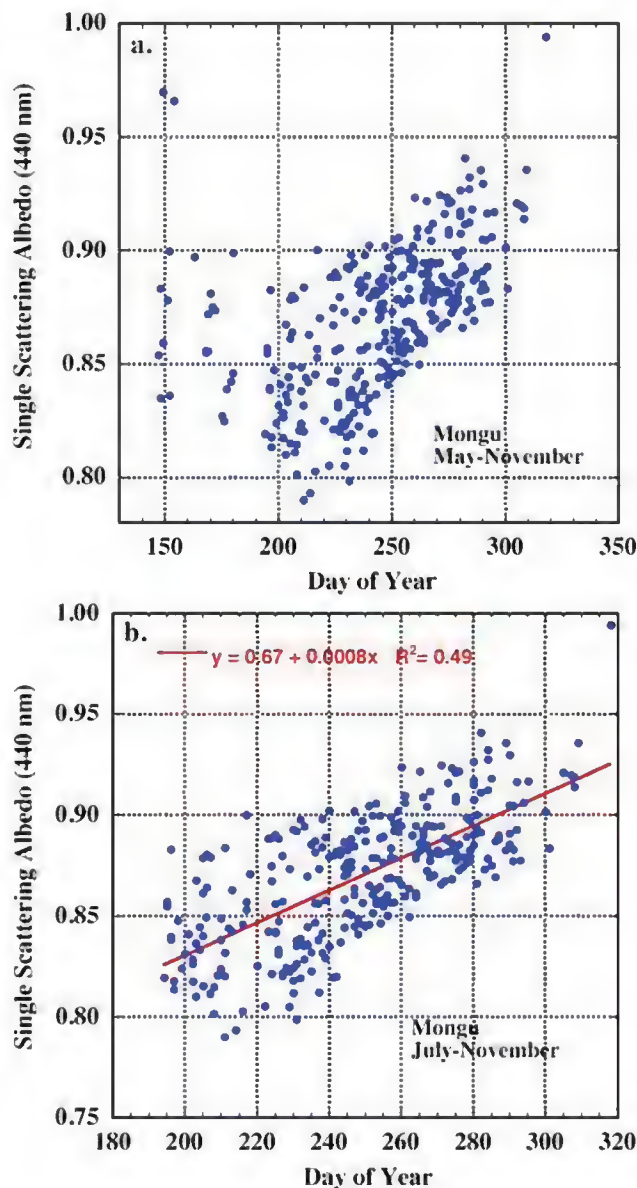 a.
1.00
0.95
0.90
0.85
0.80
Single Scattering Albedo (440 nm)
Mongu
May-November
150 200 250 300 350
Day of Year
b.
y = 0.67 + 0.0008x R²= 0.49
1.00
0.95
0.90
0.85
0.80
0.75
Single Scattering Albedo (440 nm)
Mongu
July-November
200 220 240 260 280 300 320
Day of Year